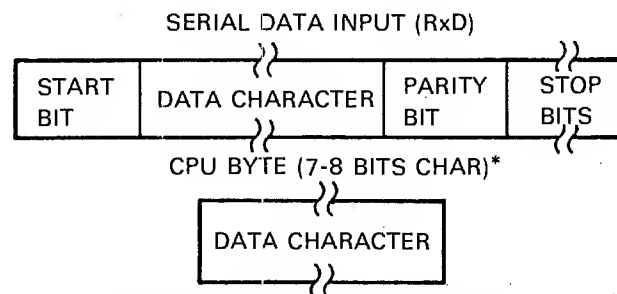 SERIAL DATA INPUT (RxD)
START BIT
DATA CHARACTER
PARITY BIT
STOP BITS
CPU BYTE (7-8 BITS CHAR)*
DATA CHARACTER